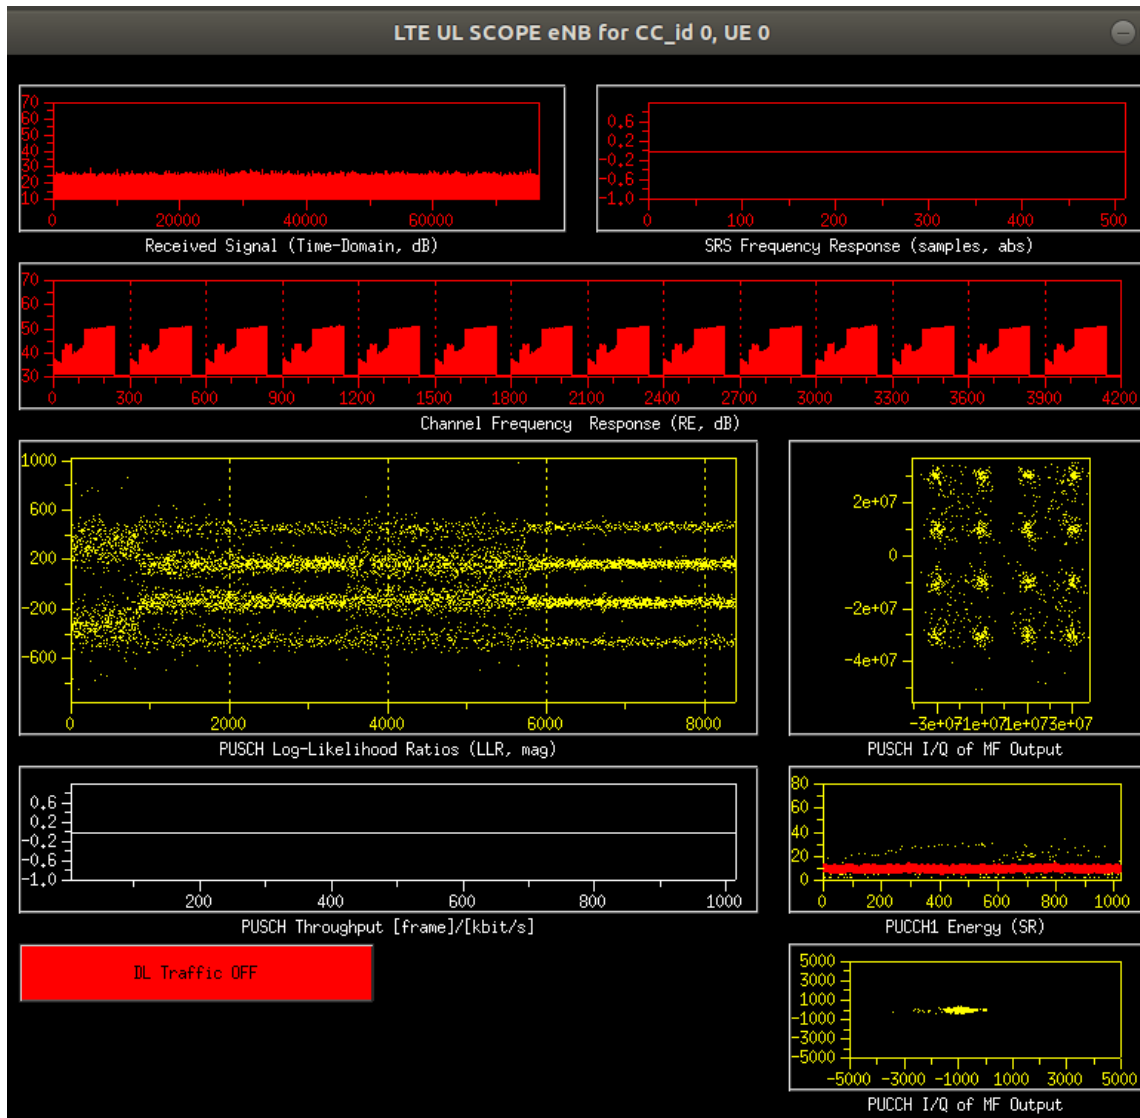 LTE UL SCOPE eNB for CC_id 0, UE 0
70
60
50
40
30
20
10
0 20000 40000 60000
Received Signal (Time-Domain, dB)
0.6
0.2
-0.2
-0.6
-1.0
0 100 200 300 400 500
SRS Frequency Response (samples, abs)
70
60
50
40
30
0 300 600 900 1200 1500 1800 2100 2400 2700 3000 3300 3600 3900 4200
Channel Frequency Response (RE, dB)
1000
600
200
-200
-600
0 2000 4000 6000 8000
PUSCH Log-Likelihood Ratios (LLR, mag)
2e+07
0
-2e+07
-4e+07
-3e+07-1e+071e+073e+07
PUSCH I/Q of MF Output
0.6
0.2
-0.2
-0.6
-1.0
200 400 600 800 1000
PUSCH Throughput [frame]/[kbit/s]
80
60
40
20
0
0 200 400 600 800 1000
PUCCH1 Energy (SR)
DL Traffic OFF
5000
3000
1000
-1000
-3000
-5000
-5000 -3000 -1000 1000 3000 5000
PUCCH I/Q of MF Output